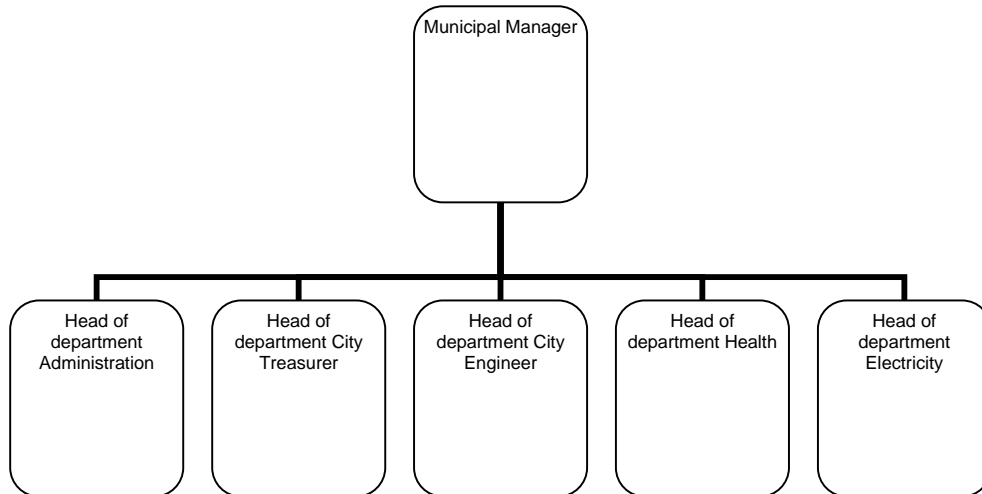 Municipal Manager
Head of
department
Administration
Head of
department City
Treasurer
Head of
department City
Engineer
Head of
department Health
Head of
department
Electricity